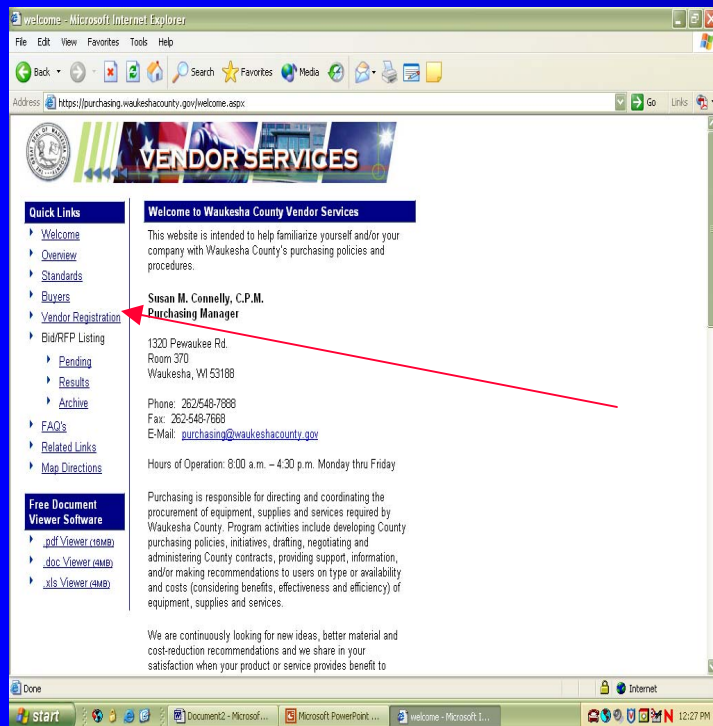 welcome - Microsoft Internet Explorer
File Edit View Favorites Tools Help
Back Search Favorites Media
Address https://purchasing.waukeshacounty.gov/welcome.aspx Go Links
VENDOR SERVICES
Quick Links
Welcome
Overview
Standards
Buyers
Vendor Registration
Bid/RFP Listing
Pending
Results
Archive
FAQ's
Related Links
Map Directions
Free Document
Viewer Software
.pdf Viewer (16MB)
.doc Viewer (4MB)
.xls Viewer (4MB)
Welcome to Waukesha County Vendor Services
This website is intended to help familiarize yourself and/or your
company with Waukesha County's purchasing policies and
procedures.
Susan M. Connelly, C.P.M.
Purchasing Manager
1320 Pewaukee Rd.
Room 370
Waukesha, WI 53188
Phone: 262/548-7888
Fax: 262-548-7668
E-Mail: purchasing@waukeshacounty.gov
Hours of Operation: 8:00 a.m. – 4:30 p.m. Monday thru Friday
Purchasing is responsible for directing and coordinating the
procurement of equipment, supplies and services required by
Waukesha County. Program activities include developing County
purchasing policies, initiatives, drafting, negotiating and
administering County contracts, providing support, information,
and/or making recommendations to users on type or availability
and costs (considering benefits, effectiveness and efficiency) of
equipment, supplies and services.
We are continuously looking for new ideas, better material and
cost-reduction recommendations and we share in your
satisfaction when your product or service provides benefit to
Done Internet
start Document2 - Microsof... Microsoft PowerPoint ... welcome - Microsoft I... 12:27 PM